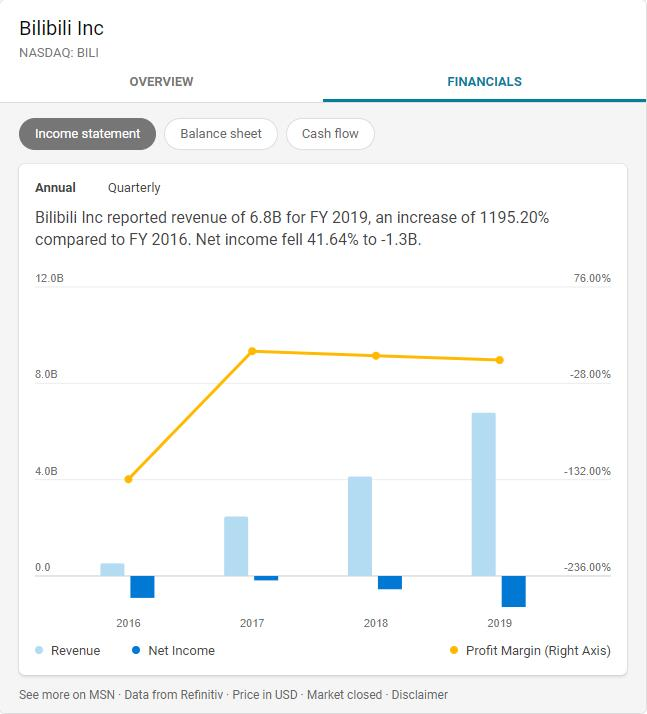 Bilibili Inc
NASDAQ: BILI
OVERVIEW FINANCIALS
Income statement Balance sheet Cash flow
Annual Quarterly
Bilibili Inc reported revenue of 6.8B for FY 2019, an increase of 1195.20%
compared to FY 2016. Net income fell 41.64% to -1.3B.
12.0B 76.00%
8.0B -28.00%
4.0B -132.00%
0.0 -236.00%
2016 2017 2018 2019
Revenue Net Income Profit Margin (Right Axis)
See more on MSN · Data from Refinitiv · Price in USD · Market closed · Disclaimer